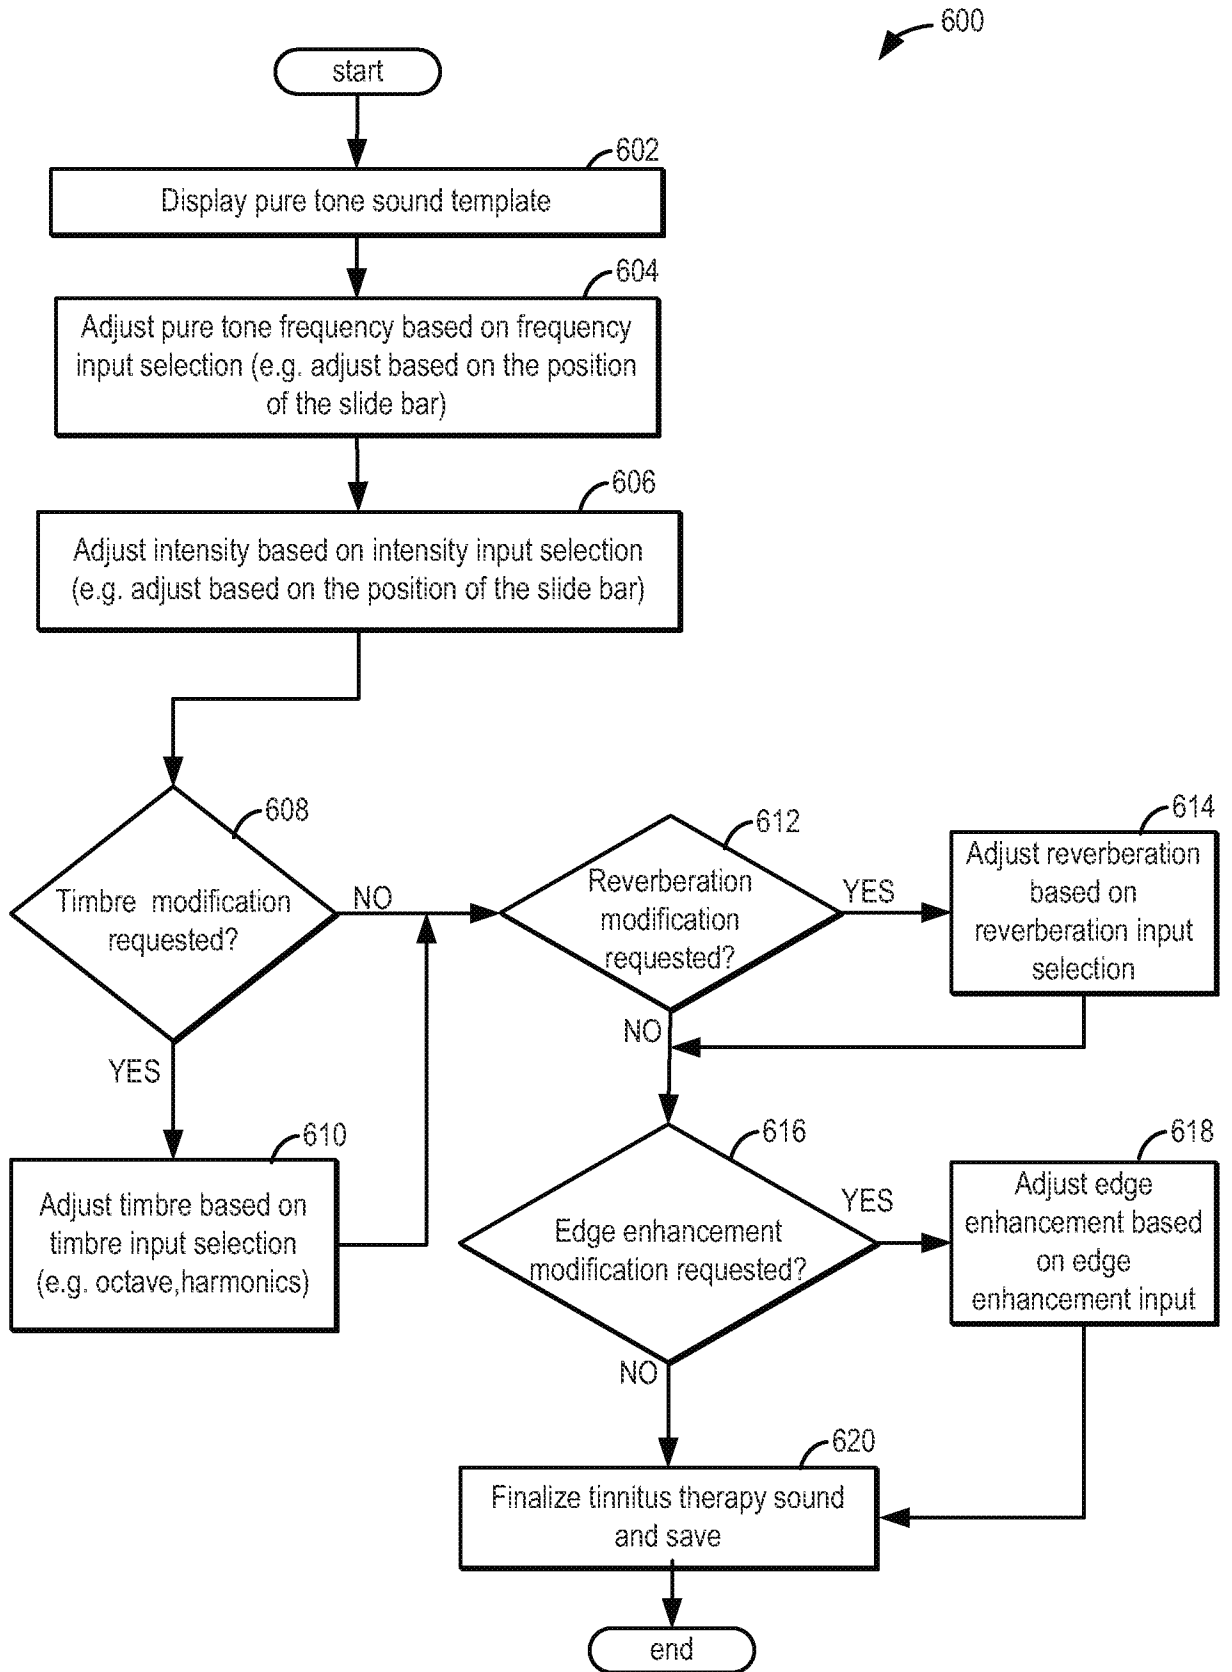 600
start
602
Display pure tone sound template
604
Adjust pure tone frequency based on frequency
input selection (e.g. adjust based on the position
of the slide bar)
606
Adjust intensity based on intensity input selection
(e.g. adjust based on the position of the slide bar)
608
Timbre modification
requested?
NO
YES
610
Adjust timbre based on
timbre input selection
(e.g. octave,harmonics)
612
Reverberation
modification
requested?
YES
NO
614
Adjust reverberation
based on
reverberation input
selection
616
Edge enhancement
modification requested?
YES
NO
618
Adjust edge
enhancement based
on edge
enhancement input
620
Finalize tinnitus therapy sound
and save
end